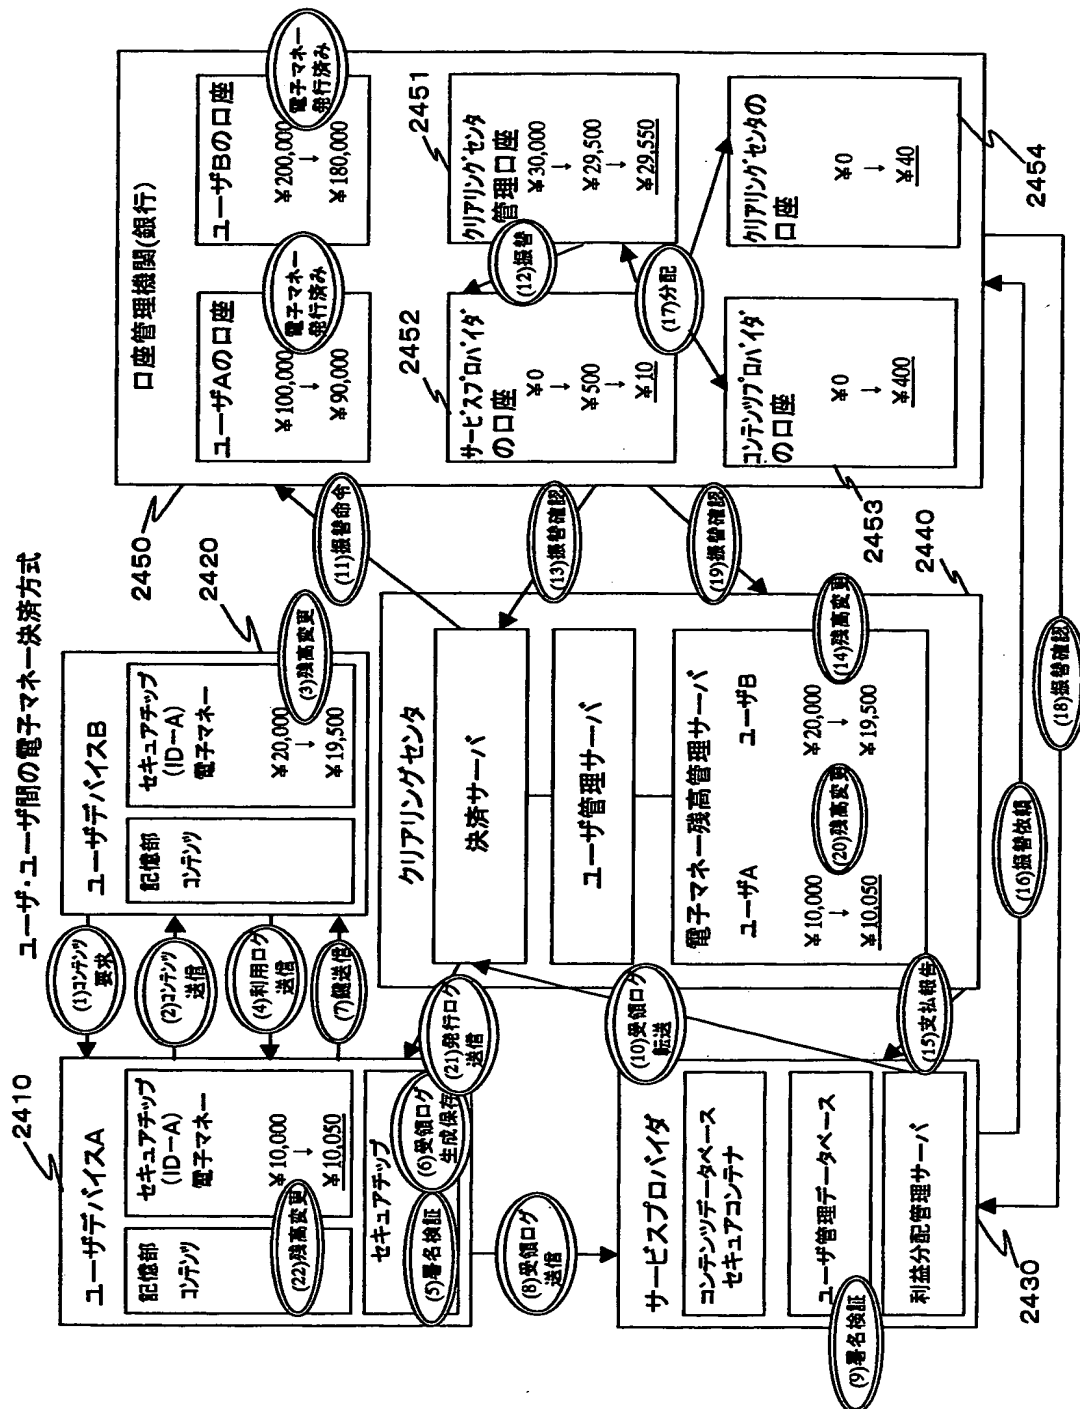 ユーザ・ユーザ間の電子マネー決済方式
2410
ユーザデバイスA
記憶部
コンテンツ
セキュアチップ
(ID−A)
電子マネー
¥10,000
↓
¥10,050
(22)残高変更
セキュアチップ
(5)署名検証
(6)受領ログ
生成保存
(1)コンテンツ
要求
(2)コンテンツ
送信
(4)利用ログ
送信
(7)鍵送信
2420
ユーザデバイスB
記憶部
コンテンツ
セキュアチップ
(ID−A)
電子マネー
¥20,000
↓
¥19,500
(3)残高変更
(8)受領ログ
送信
(21)発行ログ
送信
(10)受領ログ
転送
(15)支払報告
サービスプロバイダ
コンテンツデータベース
セキュアコンテナ
ユーザ管理データベース
(9)署名検証
利益分配管理サーバ
2430
クリアリングセンタ
決済サーバ
ユーザ管理サーバ
電子マネー残高管理サーバ
ユーザA
¥10,000
↓
¥10,050
(20)残高変更
ユーザB
¥20,000
↓
¥19,500
(14)残高変更
2440
(11)振替命令
(13)振替確認
(19)振替確認
(16)振替依頼
(18)振替確認
2450
口座管理機関(銀行)
ユーザAの口座
¥100,000
↓
¥90,000
電子マネー
発行済み
ユーザBの口座
¥200,000
↓
¥180,000
電子マネー
発行済み
2452
サービスプロバイダ
の口座
¥0
↓
¥500
↓
¥10
(12)振替
2451
クリアリングセンタ
管理口座
¥30,000
↓
¥29,500
↓
¥29,550
(17)分配
コンテンツプロバイダ
の口座
¥0
↓
¥400
2453
クリアリングセンタの
口座
¥0
↓
¥40
2454